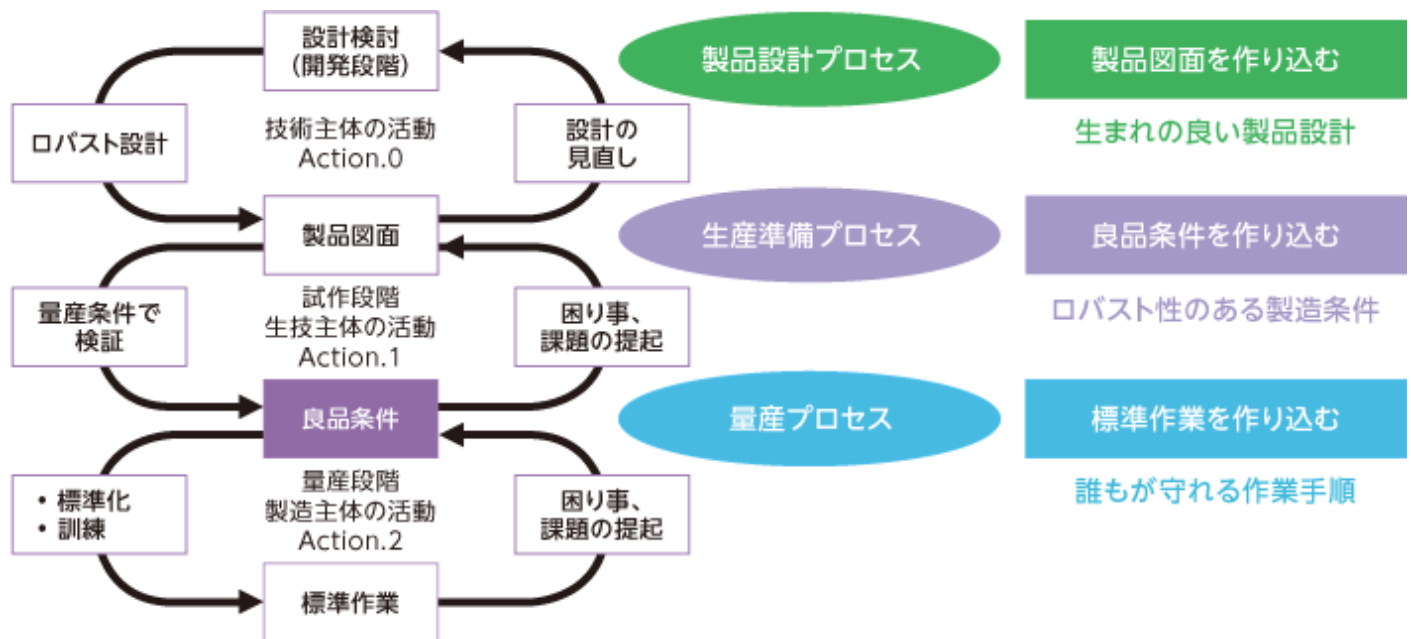 設計検討
(開発段階)
ロバスト設計
技術主体の活動
Action.0
設計の
見直し
製品図面
量産条件で
検証
試作段階
生技主体の活動
Action.1
困り事、
課題の提起
良品条件
・標準化
・訓練
量産段階
製造主体の活動
Action.2
困り事、
課題の提起
標準作業
製品設計プロセス
製品図面を作り込む
生まれの良い製品設計
生産準備プロセス
良品条件を作り込む
ロバスト性のある製造条件
量産プロセス
標準作業を作り込む
誰もが守れる作業手順